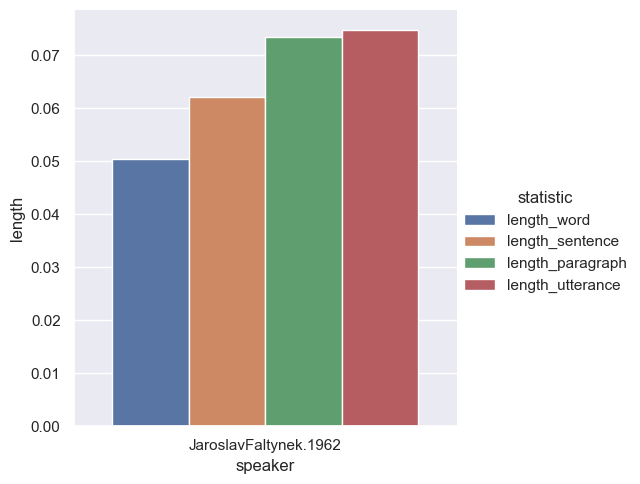 0.07
0.06
0.05
0.04
0.03
0.02
0.01
0.00
length
JaroslavFaltynek.1962
speaker
statistic
length_word
length_sentence
length_paragraph
length_utterance